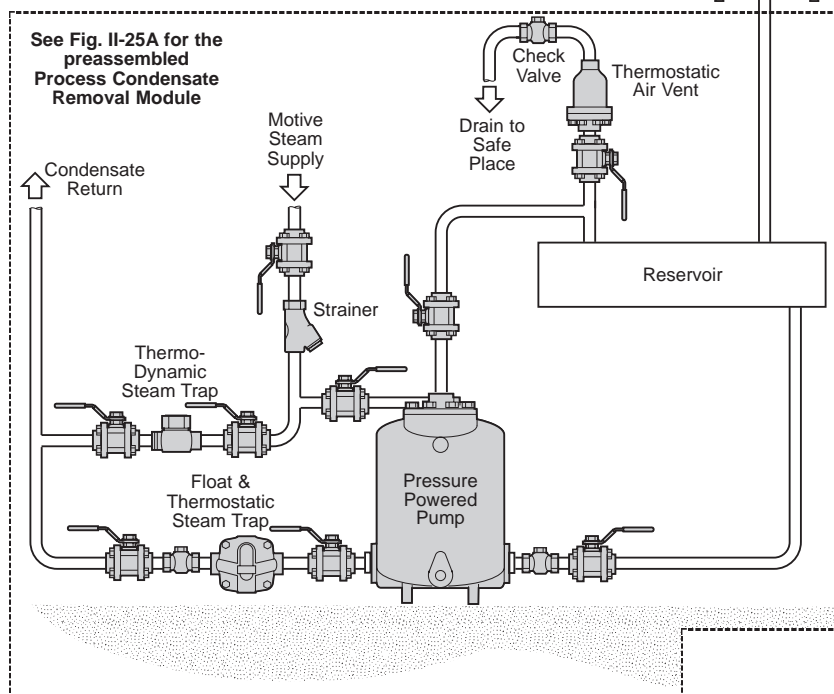 See Fig. II-25A for the
preassembled
Process Condensate
Removal Module
Check
Valve
Thermostatic
Air Vent
Drain to
Safe
Place
Motive
Steam
Supply
Condensate
Return
Reservoir
Strainer
Thermo-
Dynamic
Steam Trap
Float &
Thermostatic
Steam Trap
Pressure
Powered
Pump